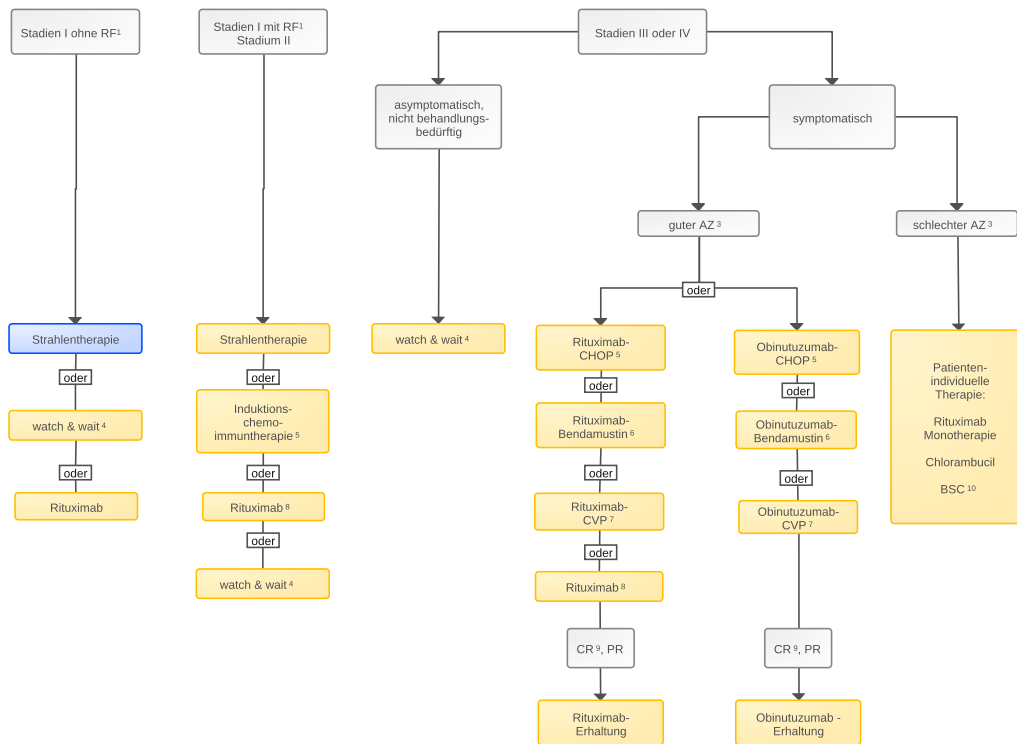 Stadien I ohne RF¹
Stadien I mit RF¹
Stadium II
Stadien III oder IV
asymptomatisch,
nicht behandlungs-
bedürftig
symptomatisch
guter AZ ³
schlechter AZ ³
oder
Strahlentherapie
oder
watch & wait ⁴
oder
Rituximab
Strahlentherapie
oder
Induktions-
chemo-
immuntherapie ⁵
oder
Rituximab ⁸
oder
watch & wait ⁴
watch & wait ⁴
Rituximab-
CHOP ⁵
oder
Rituximab-
Bendamustin ⁶
oder
Rituximab-
CVP ⁷
oder
Rituximab ⁸
CR ⁹, PR
Rituximab-
Erhaltung
Obinutuzumab-
CHOP ⁵
oder
Obinutuzumab-
Bendamustin ⁶
oder
Obinutuzumab-
CVP ⁷
CR ⁹, PR
Obinutuzumab -
Erhaltung
Patienten-
individuelle
Therapie:
Rituximab
Monotherapie
Chlorambucil
BSC ¹⁰